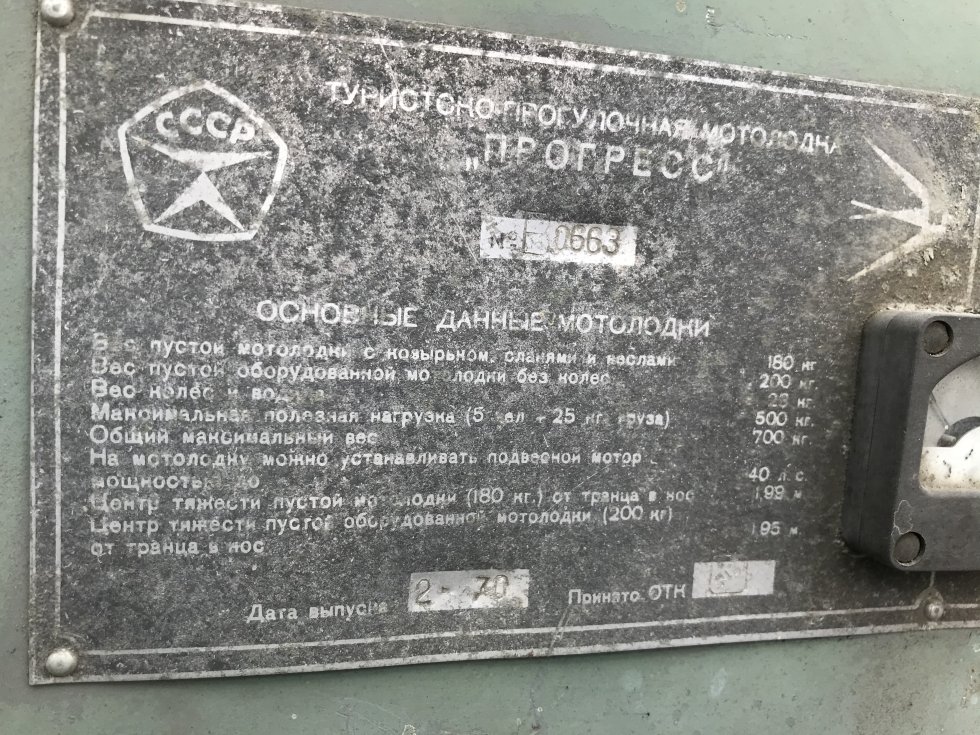 СССР
ТУРИСТСКО-ПРОГУЛОЧНАЯ МОТОЛОДКА
„ПРОГРЕСС"
№ 0663
ОСНОВНЫЕ ДАННЫЕ МОТОЛОДКИ
Вес пустой мотолодки с козырьком, сланями и веслами 180 кг
Вес пустой оборудованной мотолодки без колес 200 кг.
Вес колес и кг.
Максимальная полезная нагрузка (5 чел + 25 кг. груза) 500 кг.
Общий максимальный вес 700 кг.
На мотолодку можно устанавливать подвесной мотор
мощностью до 40 л.с.
Центр тяжести пустой мотолодки (180 кг.) от транца в нос 1,99 м.
Центр тяжести пустой оборудованной мотолодки (200 кг)
от транца в нос 1,95 м.
Дата выпуска 2-70 Принято ОТК